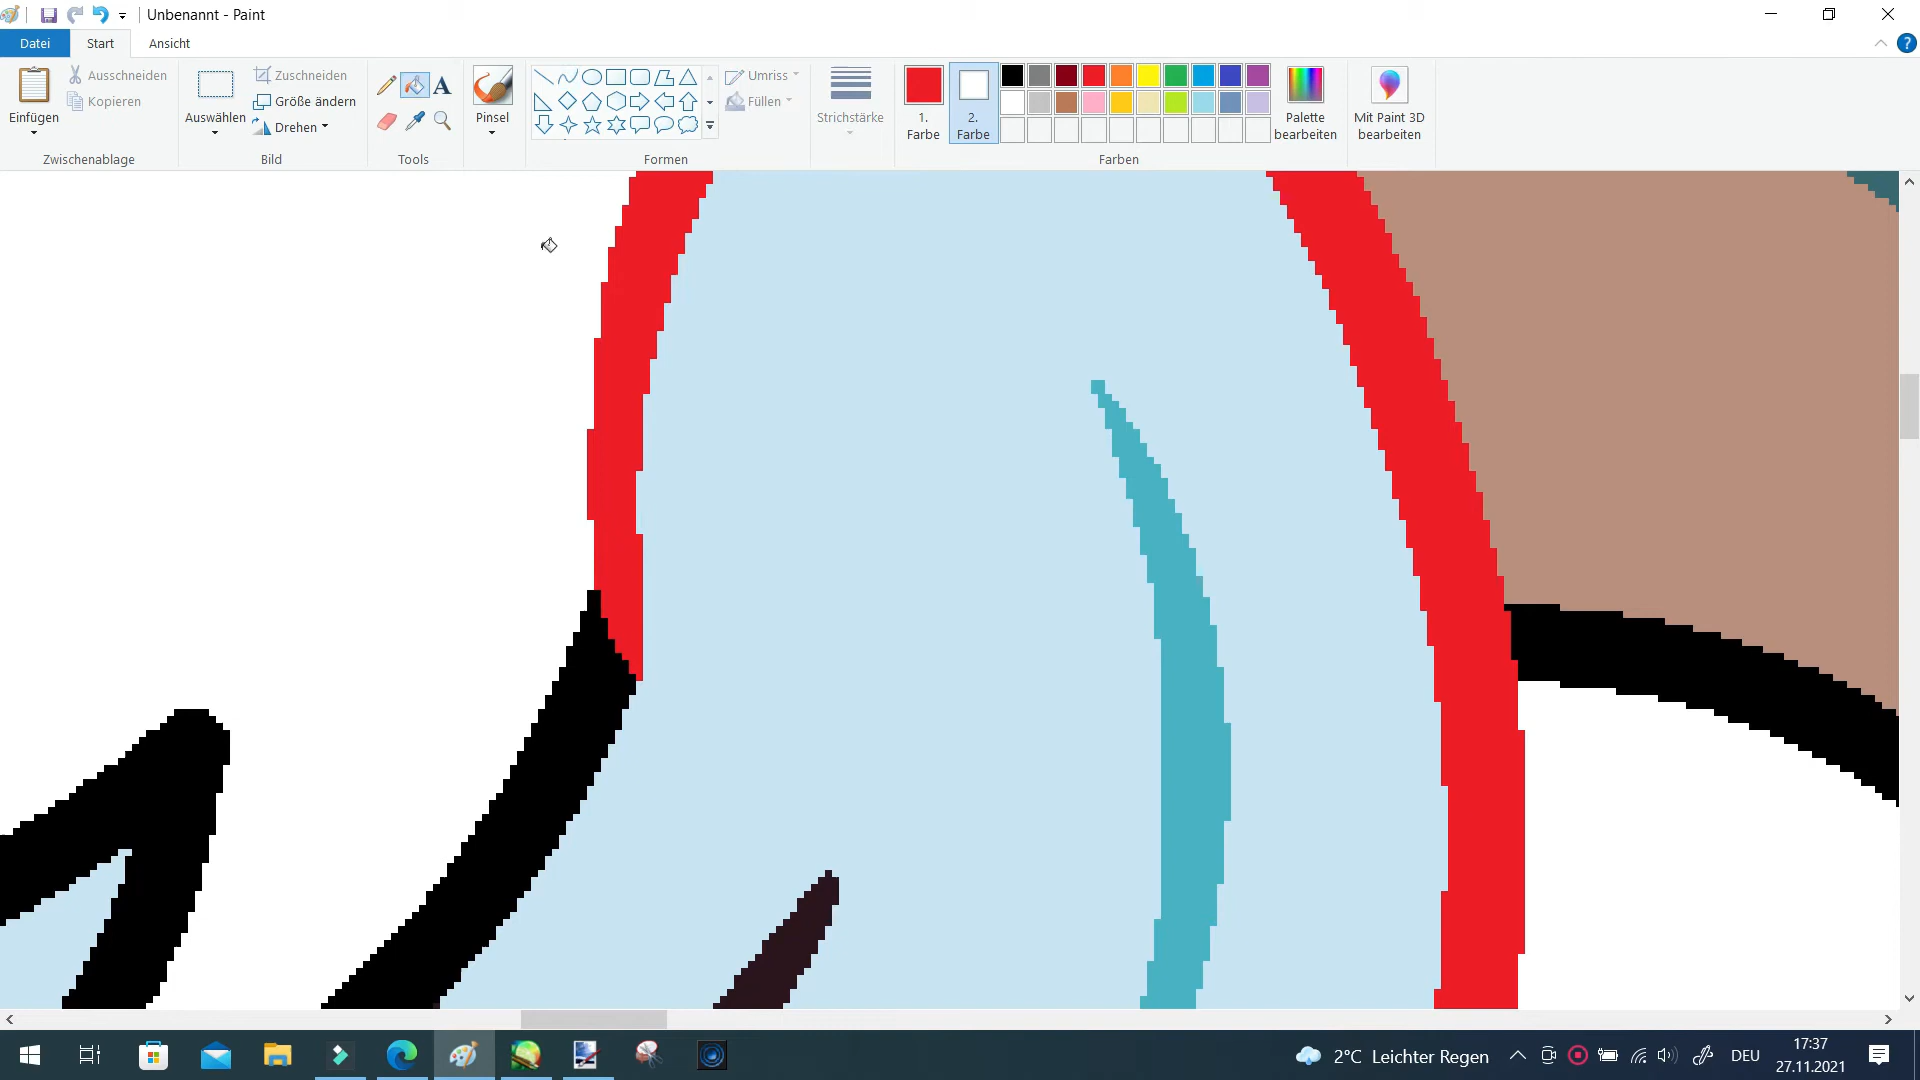 Unbenannt - Paint
Datei
Start
Ansicht
?
Einfügen
Ausschneiden
Kopieren
Zwischenablage
Auswählen
Zuschneiden
Größe ändern
Drehen
Bild
A
Tools
Pinsel
Umriss
Füllen
Formen
Strichstärke
1.
Farbe
2.
Farbe
Palette
bearbeiten
Farben
Mit Paint 3D
bearbeiten
2°C Leichter Regen
DEU
17:37
27.11.2021